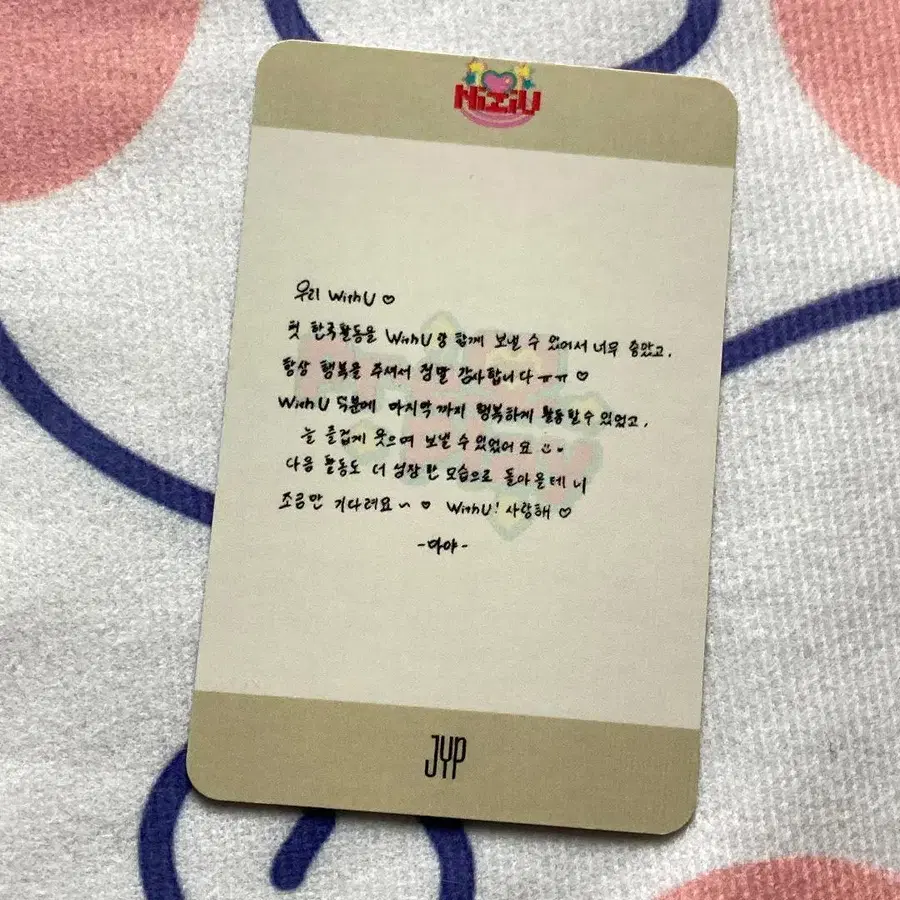 NiziU
우리 WithU ♡
첫 한국활동을 WithU랑 함께 보낼 수 있어서 너무 좋았고,
항상 행복을 주셔서 정말 감사합니다ㅠㅠ ♡
WithU 덕분에 마지막까지 행복하게 활동할 수 있었고,
늘 즐겁게 웃으며 보낼 수 있었어요
다음 활동도 더 성장한 모습으로 돌아올테니
조금만 기다려요~ ♡ WithU! 사랑해 ♡
-마야-
JYP